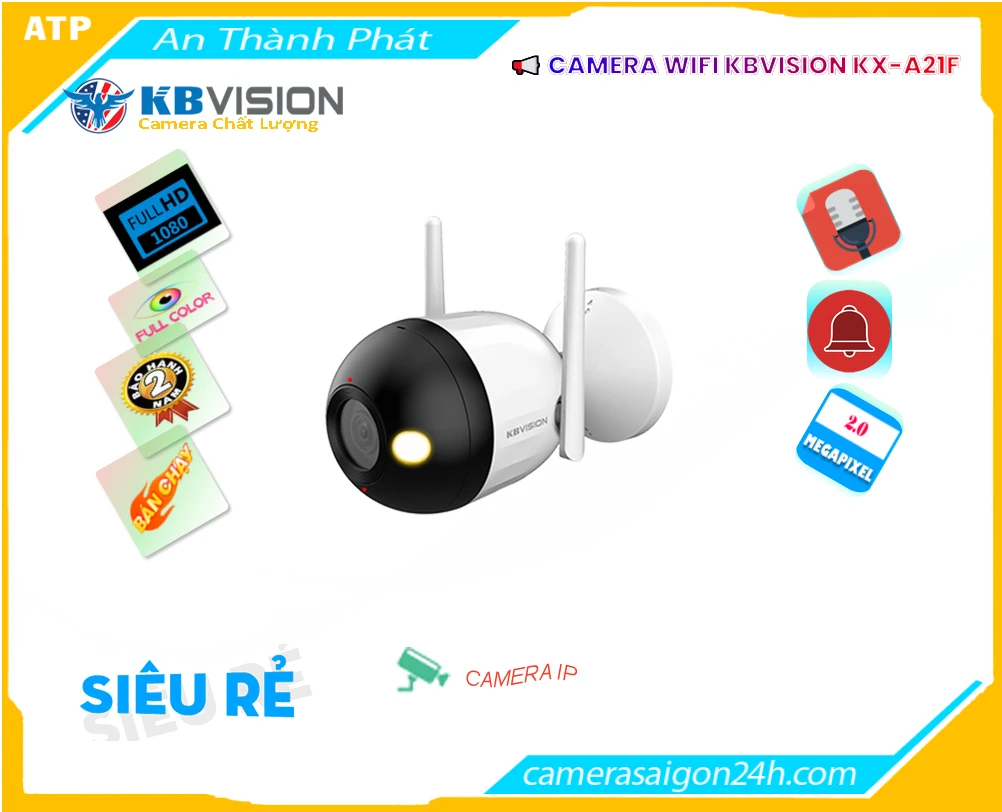 ATP
An Thành Phát
CAMERA WIFI KBVISION KX-A21F
KBVISION
Camera Chất Lượng
FULL HD
1080
FULL COLOR
BẢO HÀNH
2
NĂM
BÁN CHẠY
KBVISION
2.0
MEGAPIXEL
SIÊU RẺ
CAMERA IP
camerasaigon24h.com